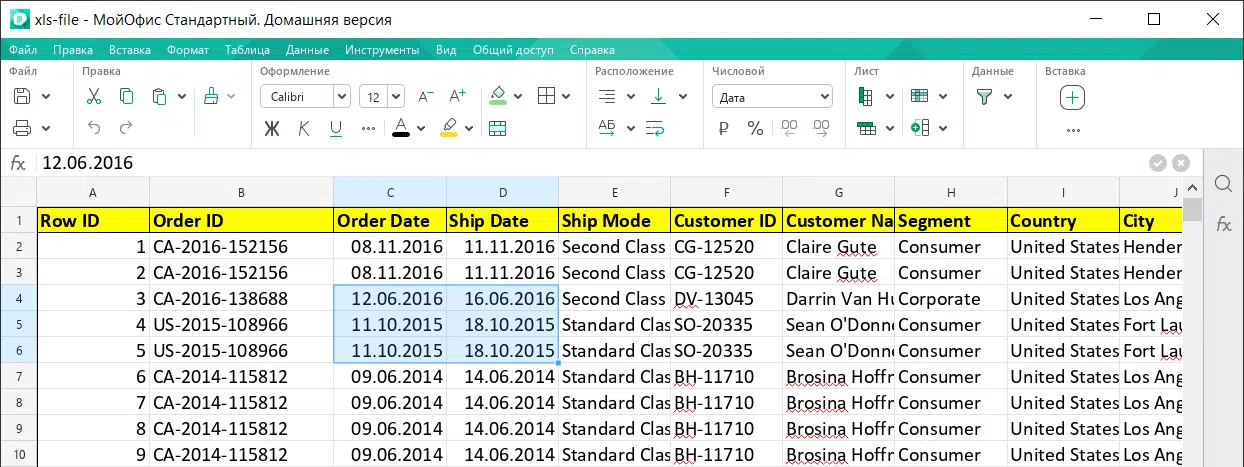 xls-file - МойОфис Стандартный. Домашняя версия
Файл Правка Вставка Формат Таблица Данные Инструменты Вид Общий доступ Справка
Файл Правка Оформление Расположение Числовой Лист Данные Вставка
Calibri 12 Дата
Ж К Ч А АБ ₽ % ,00 ,00
fx 12.06.2016
A B C D E F G H I J
1 Row ID Order ID Order Date Ship Date Ship Mode Customer ID Customer Na Segment Country City
2 1 CA-2016-152156 08.11.2016 11.11.2016 Second Class CG-12520 Claire Gute Consumer United States Hender
3 2 CA-2016-152156 08.11.2016 11.11.2016 Second Class CG-12520 Claire Gute Consumer United States Hender
4 3 CA-2016-138688 12.06.2016 16.06.2016 Second Class DV-13045 Darrin Van Hu Corporate United States Los Ang
5 4 US-2015-108966 11.10.2015 18.10.2015 Standard Clas SO-20335 Sean O'Donne Consumer United States Fort Lau
6 5 US-2015-108966 11.10.2015 18.10.2015 Standard Clas SO-20335 Sean O'Donne Consumer United States Fort Lau
7 6 CA-2014-115812 09.06.2014 14.06.2014 Standard Clas BH-11710 Brosina Hoffn Consumer United States Los Ang
8 7 CA-2014-115812 09.06.2014 14.06.2014 Standard Clas BH-11710 Brosina Hoffn Consumer United States Los Ang
9 8 CA-2014-115812 09.06.2014 14.06.2014 Standard Clas BH-11710 Brosina Hoffn Consumer United States Los Ang
10 9 CA-2014-115812 09.06.2014 14.06.2014 Standard Clas BH-11710 Brosina Hoffn Consumer United States Los Ang